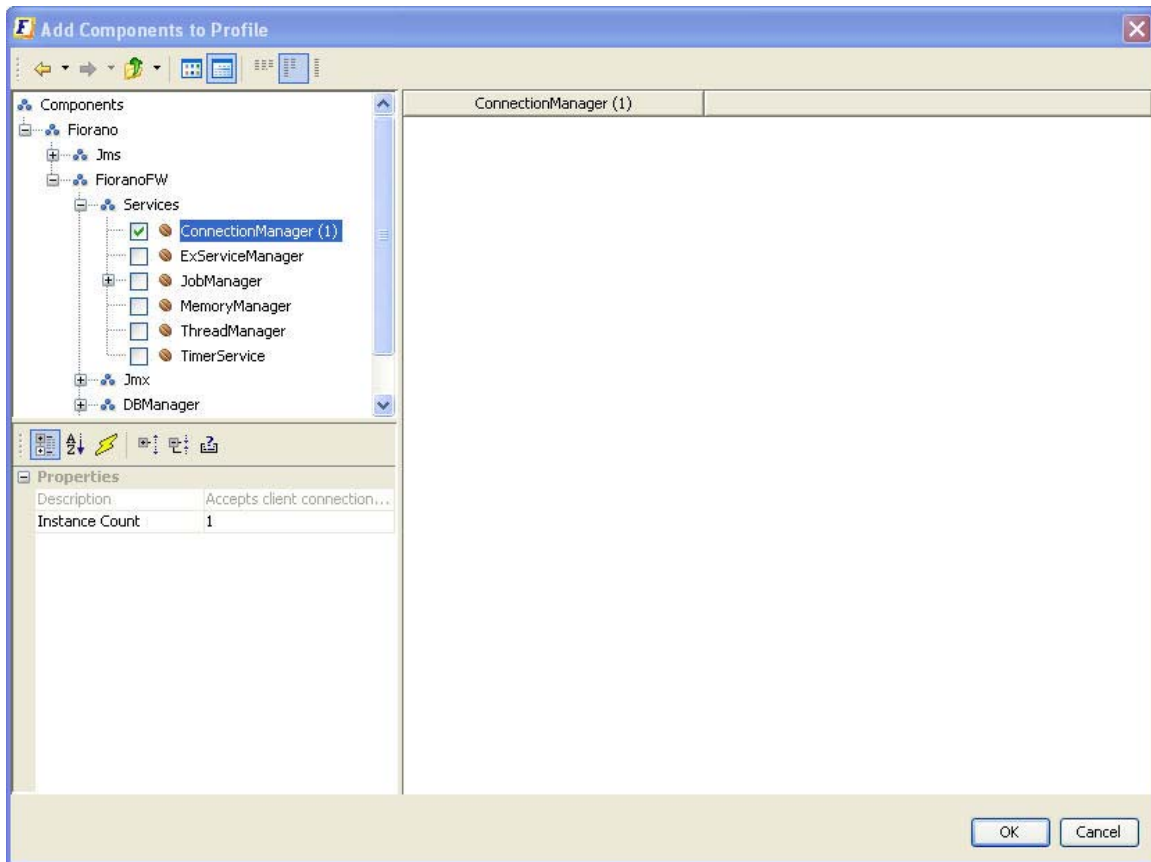 Add Components to Profile
Components
Fiorano
Jms
FioranoFW
Services
ConnectionManager (1)
ExServiceManager
JobManager
MemoryManager
ThreadManager
TimerService
Jmx
DBManager
ConnectionManager (1)
Properties
Description Accepts client connection...
Instance Count 1
OK Cancel